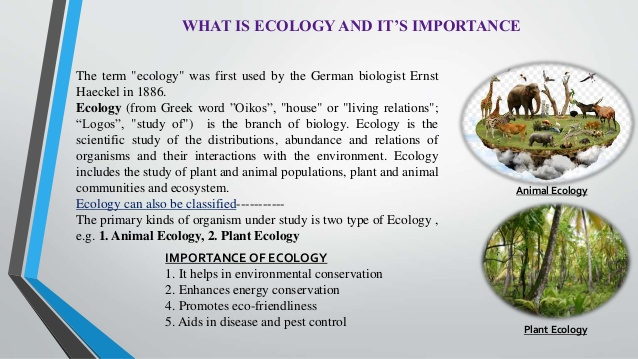 WHAT IS ECOLOGY AND IT'S IMPORTANCE
The term "ecology" was first used by the German biologist Ernst
Haeckel in 1886.
Ecology (from Greek word "Oikos", "house" or "living relations";
"Logos", "study of") is the branch of biology. Ecology is the
scientific study of the distributions, abundance and relations of
organisms and their interactions with the environment. Ecology
includes the study of plant and animal populations, plant and animal
communities and ecosystem.
Ecology can also be classified-----------
The primary kinds of organism under study is two type of Ecology ,
e.g. 1. Animal Ecology, 2. Plant Ecology
IMPORTANCE OF ECOLOGY
1. It helps in environmental conservation
2. Enhances energy conservation
4. Promotes eco-friendliness
5. Aids in disease and pest control
Animal Ecology
Plant Ecology